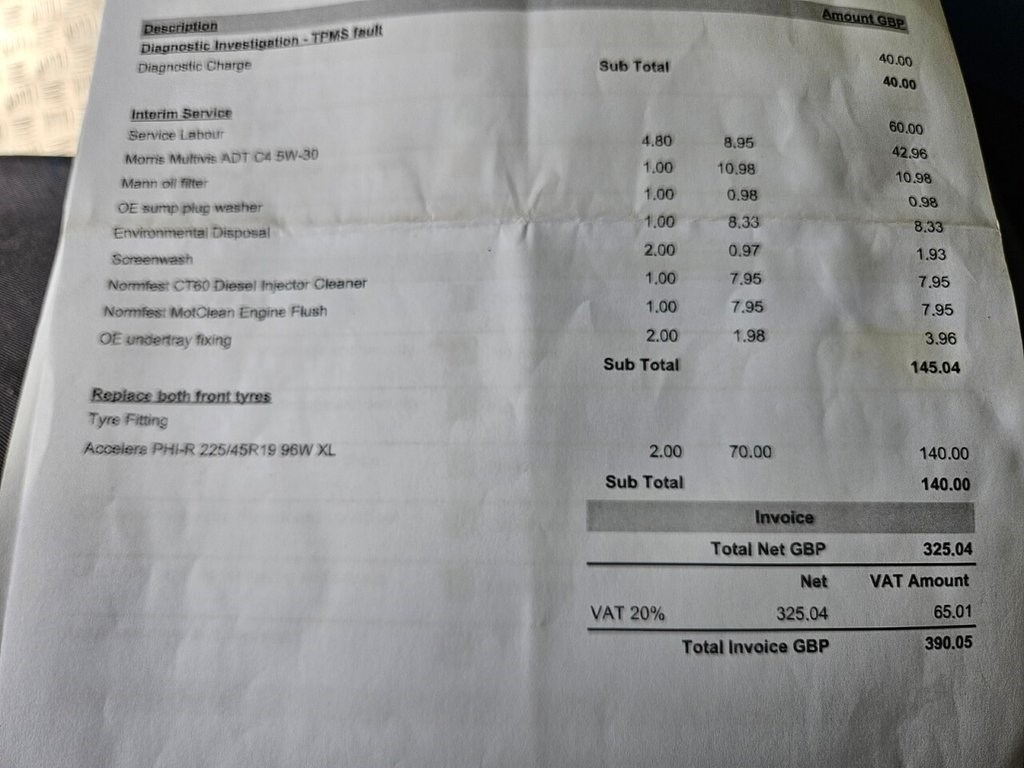 Description Amount GBP
Diagnostic Investigation - TPMS fault
Diagnostic Charge 40.00
Sub Total 40.00
Interim Service
Service Labour 60.00
Morris Multivis ADT C4 5W-30 4.80 8.95 42.96
Mann oil filter 1.00 10.98 10.98
OE sump plug washer 1.00 0.98 0.98
Environmental Disposal 1.00 8.33 8.33
Screenwash 2.00 0.97 1.93
Normfest CT60 Diesel Injector Cleaner 1.00 7.95 7.95
Normfest MotClean Engine Flush 1.00 7.95 7.95
OE undertray fixing 2.00 1.98 3.96
Sub Total 145.04
Replace both front tyres
Tyre Fitting
Accelera PHI-R 225/45R19 96W XL 2.00 70.00 140.00
Sub Total 140.00
Invoice
Total Net GBP 325.04
Net VAT Amount
VAT 20% 325.04 65.01
Total Invoice GBP 390.05